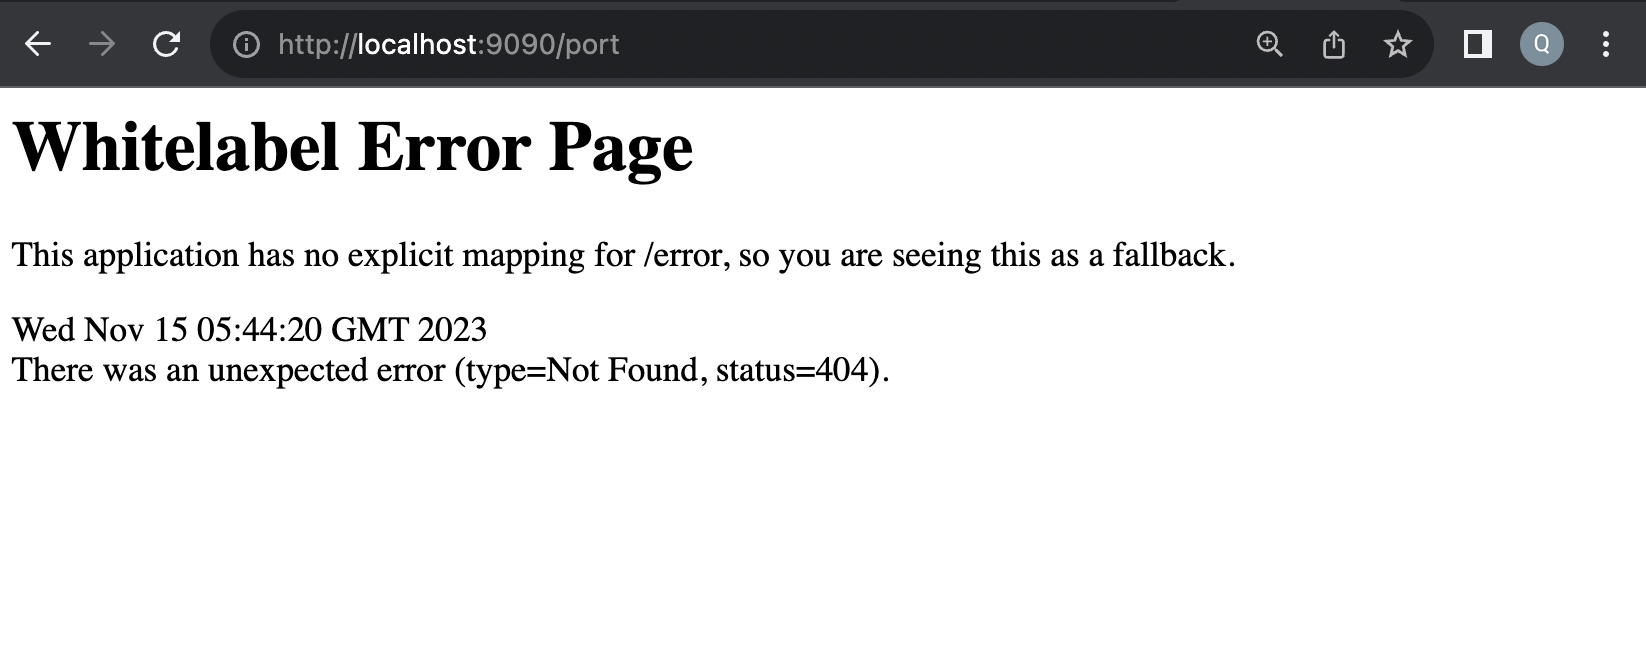 http://localhost:9090/port
Q
Whitelabel Error Page
This application has no explicit mapping for /error, so you are seeing this as a fallback.
Wed Nov 15 05:44:20 GMT 2023
There was an unexpected error (type=Not Found, status=404).